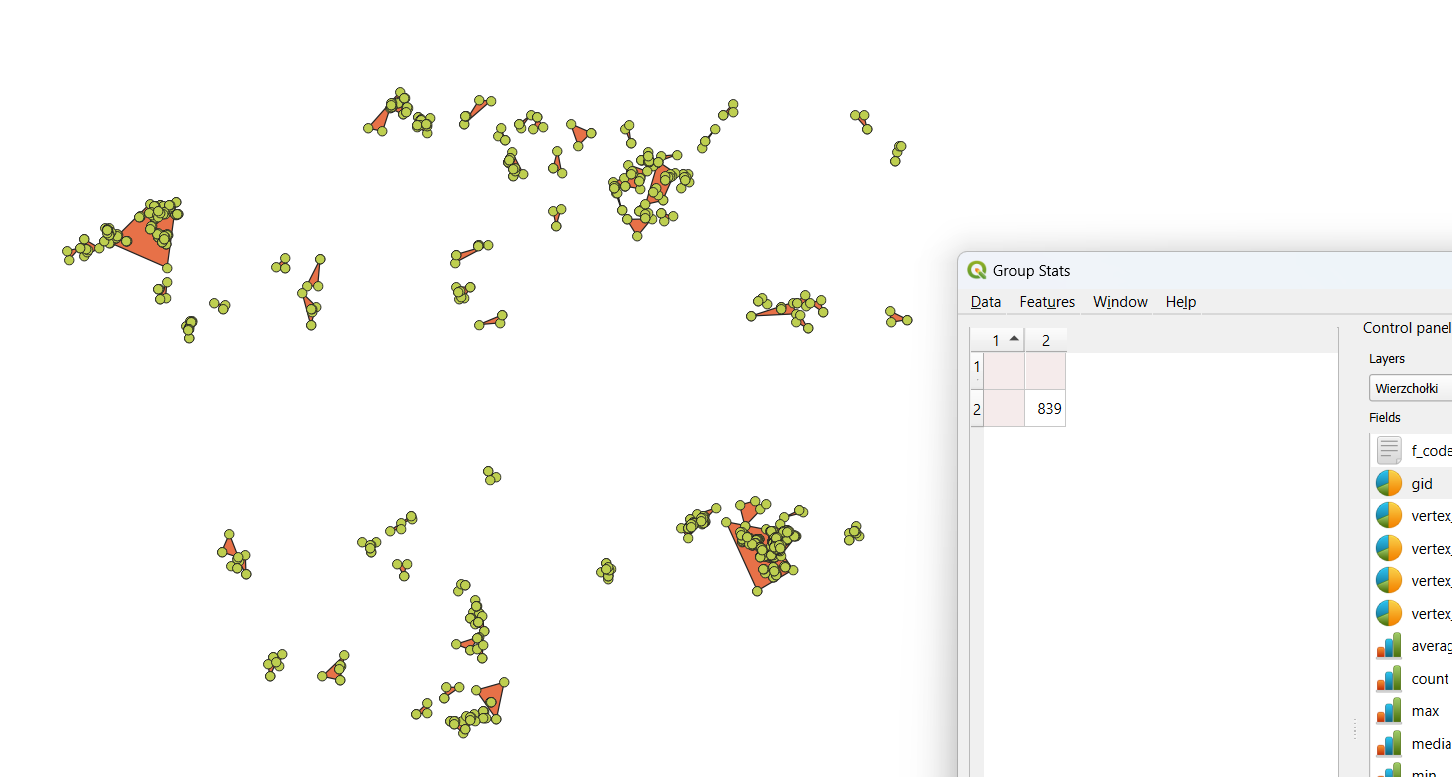 Group Stats
Data Features Window Help
Control panel
1 2
Layers
1
Wierzchołki
2 839
Fields
f_code
gid
vertex_
vertex_
vertex_
vertex_
averag
count
max
media
min